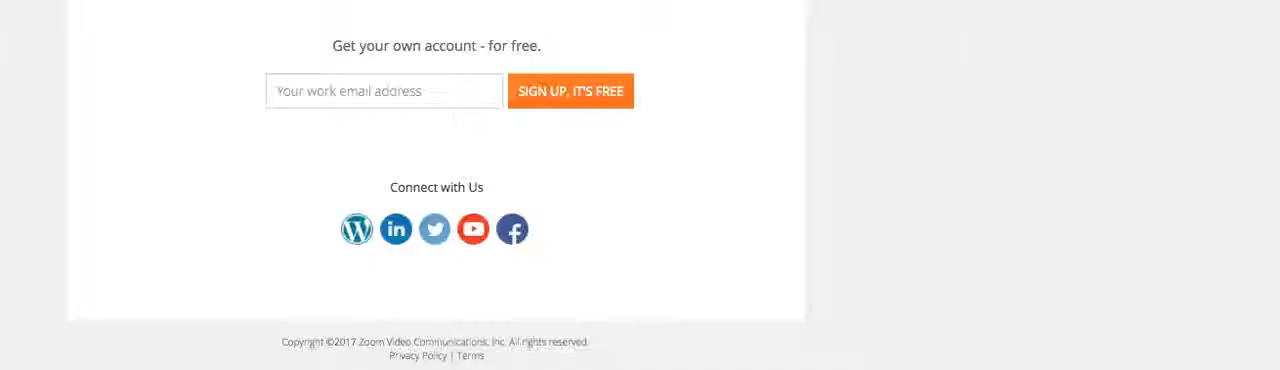 Get your own account - for free.
Your work email address
SIGN UP, IT'S FREE
Connect with Us
in
Copyright ©2017 Zoom Video Communications, Inc. All rights reserved.
Privacy Policy | Terms